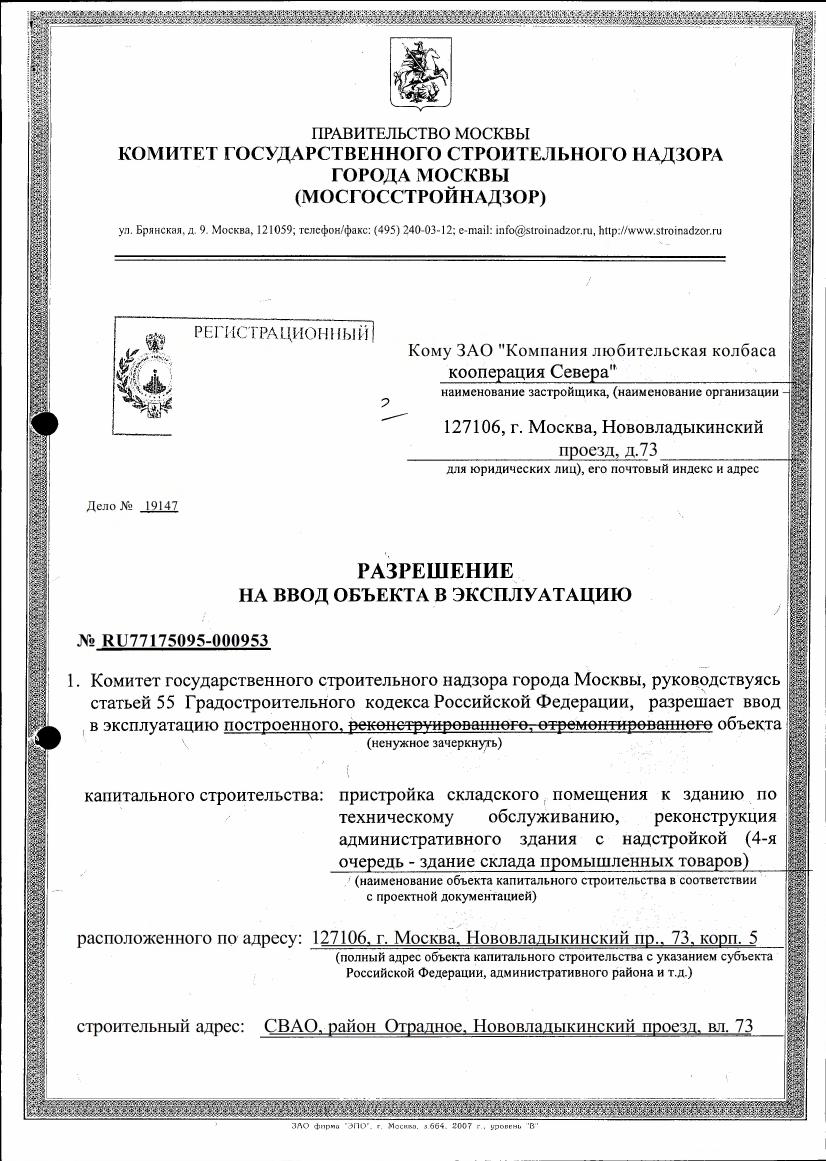 ПРАВИТЕЛЬСТВО МОСКВЫ
КОМИТЕТ ГОСУДАРСТВЕННОГО СТРОИТЕЛЬНОГО НАДЗОРА
ГОРОДА МОСКВЫ
(МОСГОССТРОЙНАДЗОР)
ул. Брянская, д. 9. Москва, 121059; телефон/факс: (495) 240-03-12; e-mail: info@stroinadzor.ru, http://www.stroinadzor.ru
РЕГИСТРАЦИОННЫЙ
Кому ЗАО "Компания любительская колбаса
кооперация Севера"
наименование застройщика, (наименование организации –
127106, г. Москва, Нововладыкинский
проезд, д.73
для юридических лиц), его почтовый индекс и адрес
Дело № 19147
РАЗРЕШЕНИЕ
НА ВВОД ОБЪЕКТА В ЭКСПЛУАТАЦИЮ
№ RU77175095-000953
1. Комитет государственного строительного надзора города Москвы, руководствуясь
статьей 55 Градостроительного кодекса Российской Федерации, разрешает ввод
в эксплуатацию построенного, реконструированного, отремонтированного объекта
(ненужное зачеркнуть)
капитального строительства: пристройка складского помещения к зданию по
техническому обслуживанию, реконструкция
административного здания с надстройкой (4-я
очередь - здание склада промышленных товаров)
(наименование объекта капитального строительства в соответствии
с проектной документацией)
расположенного по адресу: 127106, г. Москва, Нововладыкинский пр., 73, корп. 5
(полный адрес объекта капитального строительства с указанием субъекта
Российской Федерации, административного района и т.д.)
строительный адрес: СВАО, район Отрадное, Нововладыкинский проезд, вл. 73
ЗАО фирма "ЭПО", г. Москва, з.664, 2007 г., уровень "В"